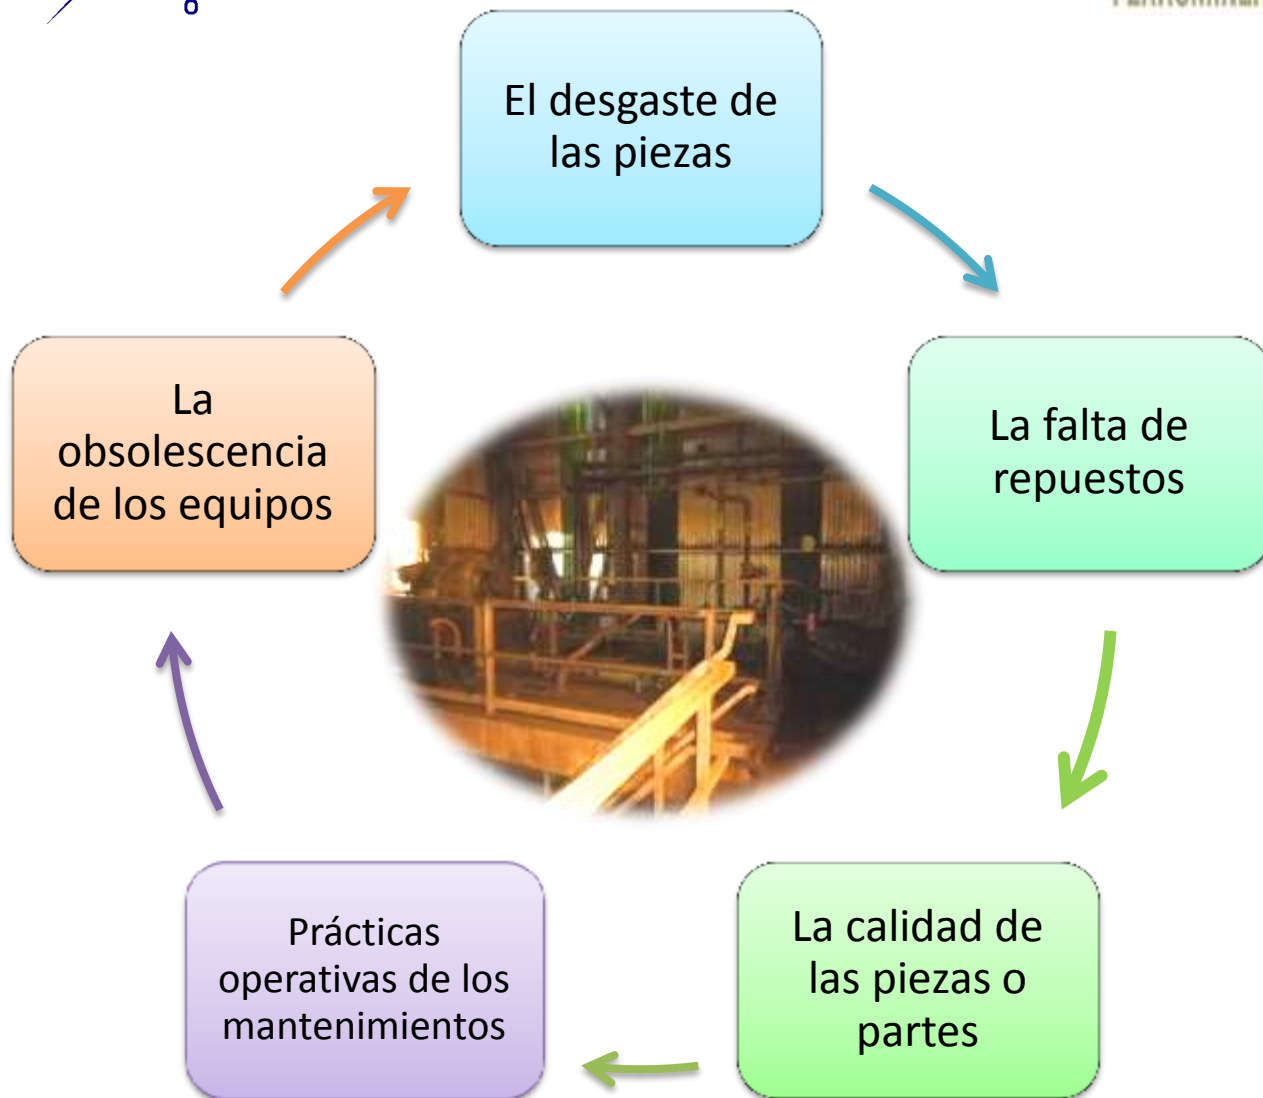 El desgaste de
las piezas
La falta de
repuestos
La calidad de
las piezas o
partes
Prácticas
operativas de los
mantenimientos
La
obsolescencia
de los equipos